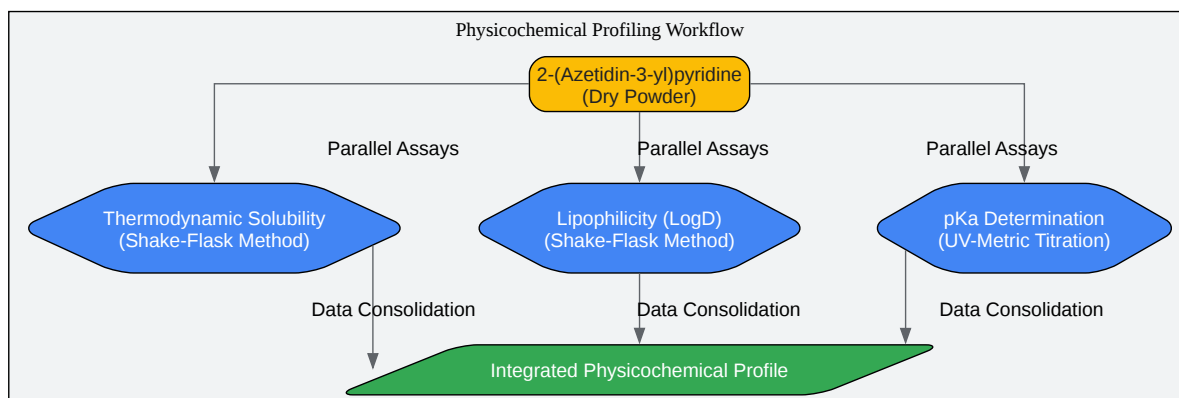 Physicochemical Profiling Workflow
2-(Azetidin-3-yl)pyridine
(Dry Powder)
Parallel Assays
Parallel Assays
Parallel Assays
Thermodynamic Solubility
(Shake-Flask Method)
Lipophilicity (LogD)
(Shake-Flask Method)
pKa Determination
(UV-Metric Titration)
Data Consolidation
Data Consolidation
Data Consolidation
Integrated Physicochemical Profile